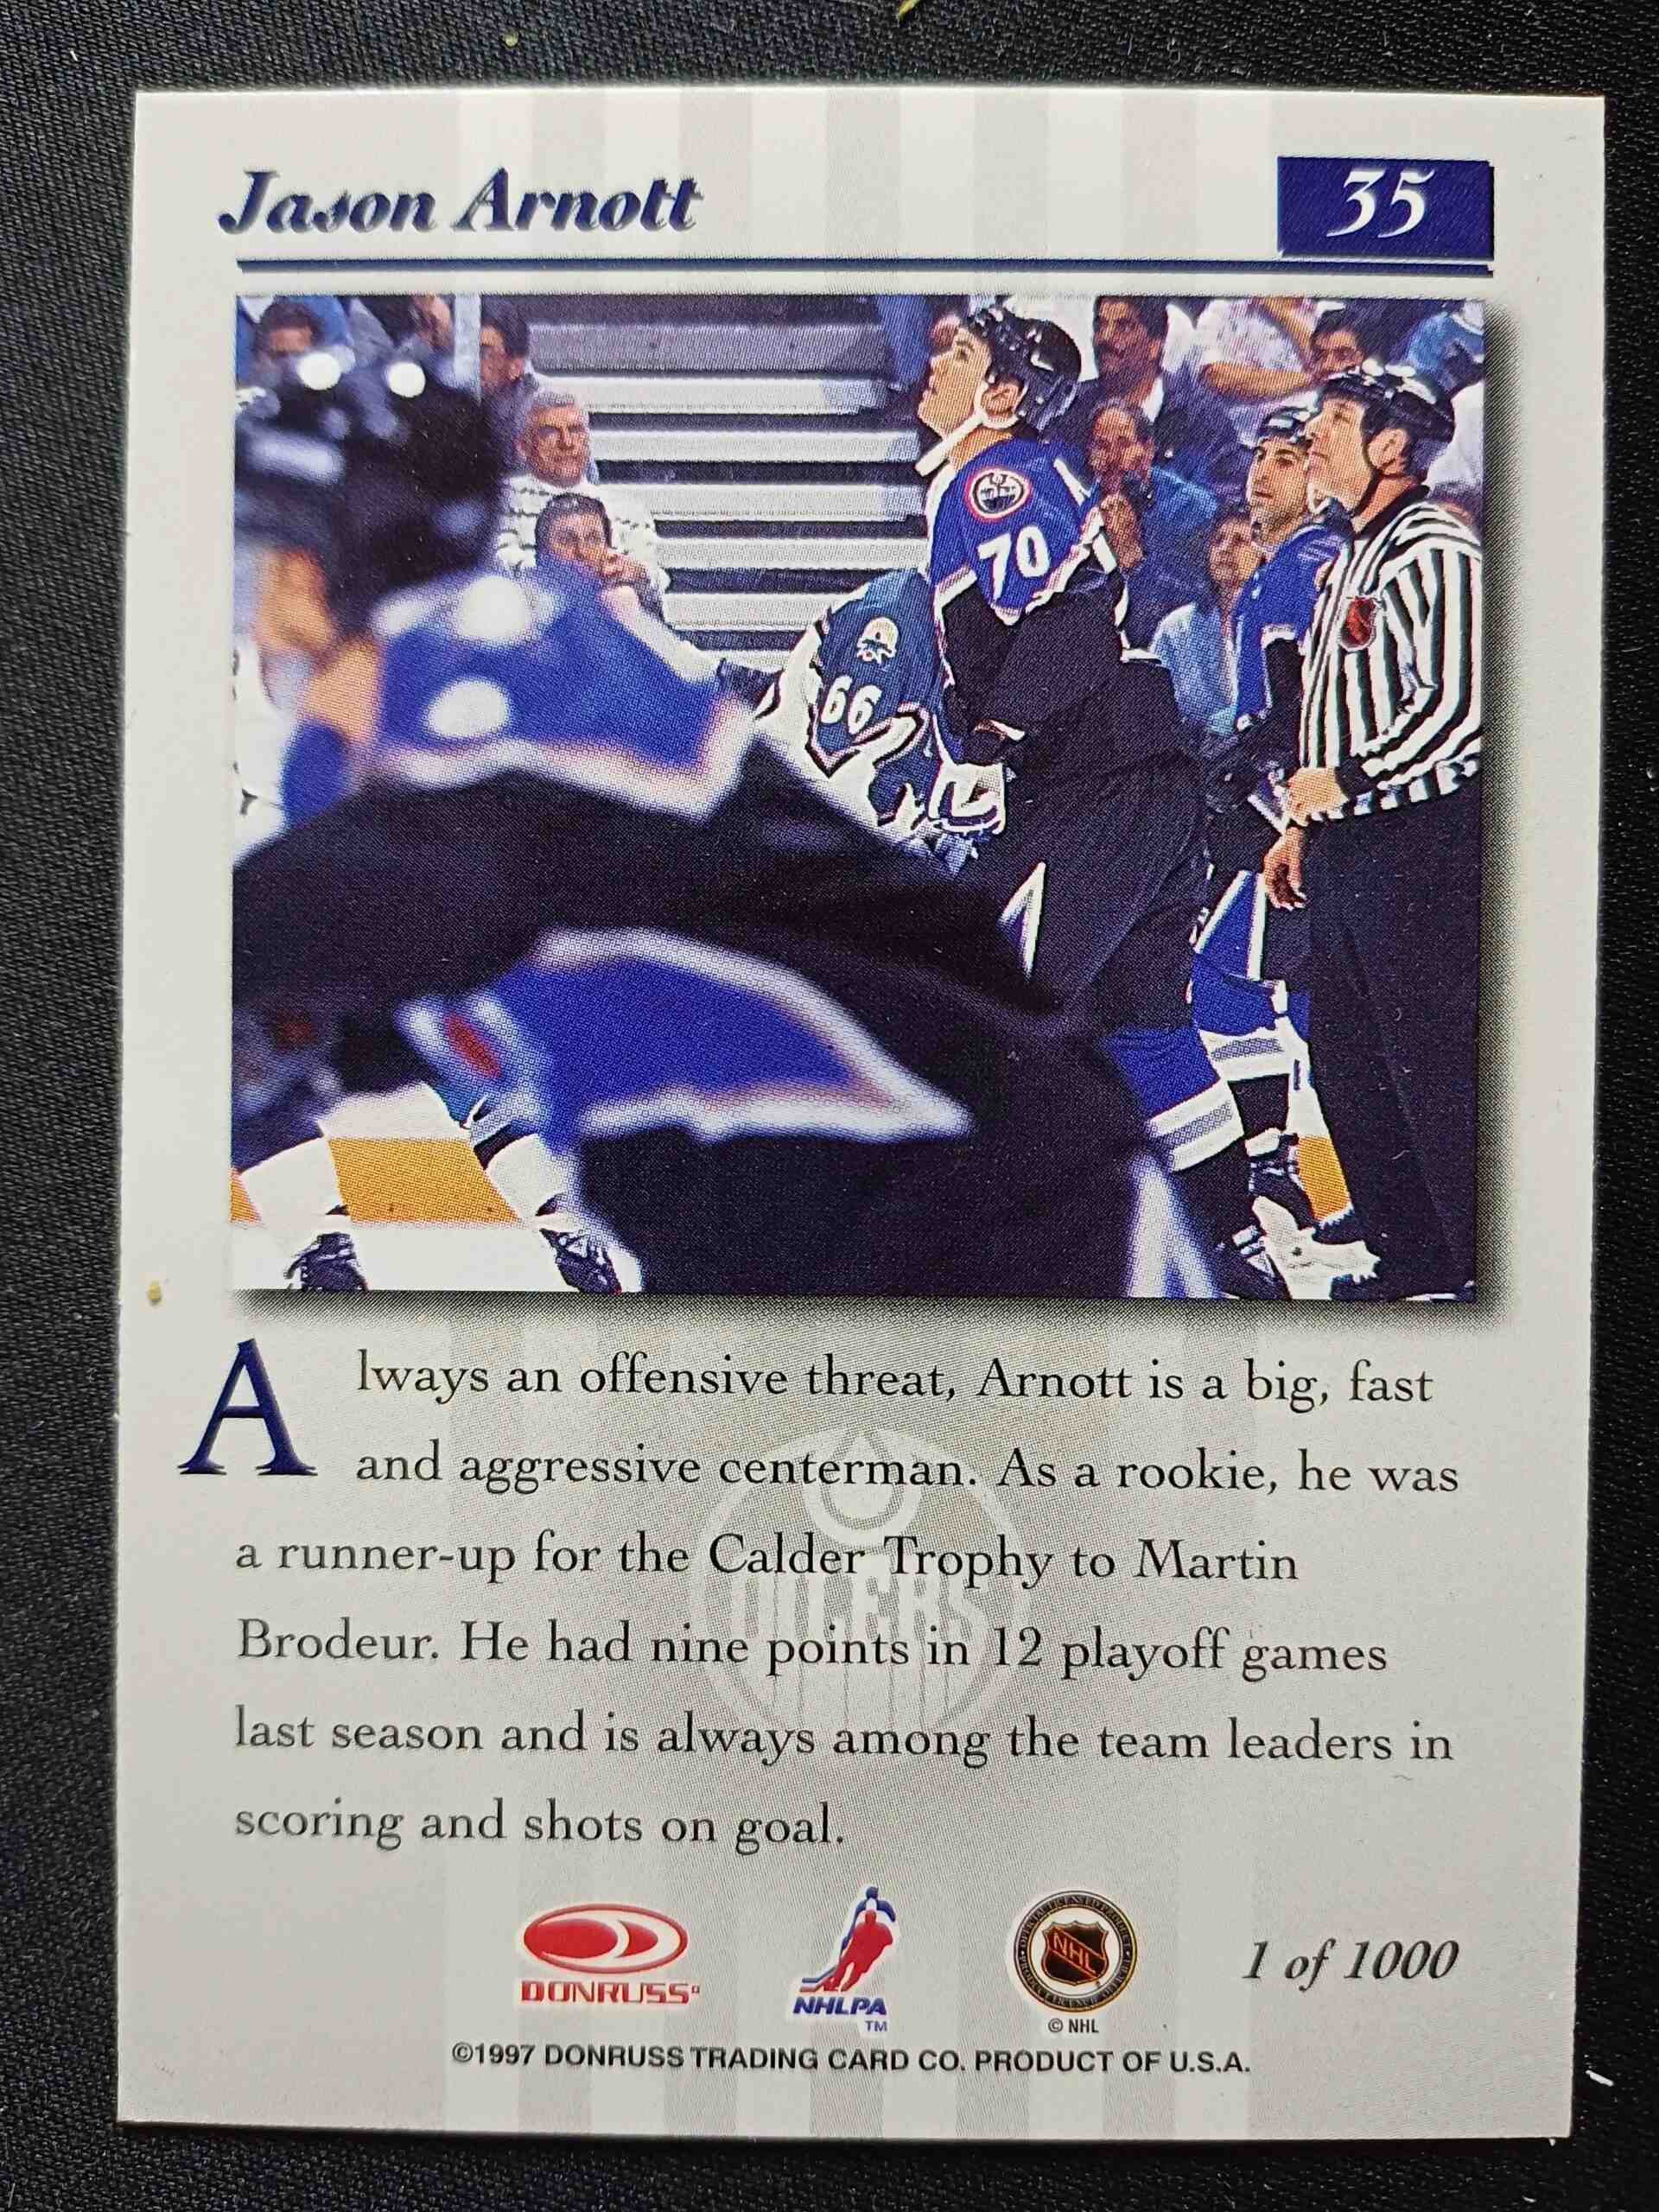 Jason Arnott
35
70
66
Always an offensive threat, Arnott is a big, fast
and aggressive centerman. As a rookie, he was
a runner-up for the Calder Trophy to Martin
Brodeur. He had nine points in 12 playoff games
last season and is always among the team leaders in
scoring and shots on goal.
OILERS
DONRUSS®
NHLPA
TM
NHL
© NHL
1 of 1000
©1997 DONRUSS TRADING CARD CO. PRODUCT OF U.S.A.